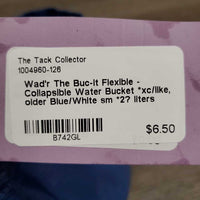 The Tack Collector
1004960-126
Wad'r The Buc-it Flexible -
Collapsible Water Bucket *xc/like,
older Blue/White sm *2? liters
$6.50
B742GL